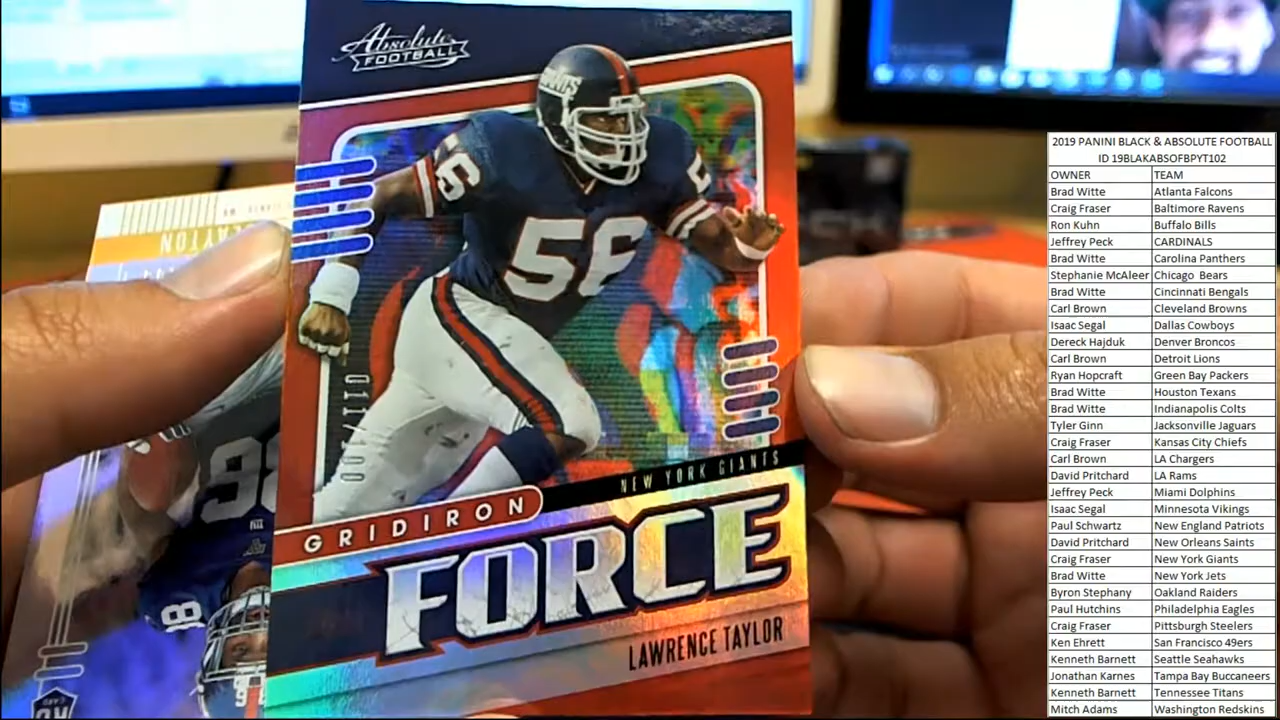 Absolute
FOOTBALL
GIANTS
56
56
56
011/100
NEW YORK GIANTS
GRIDIRON
FORCE
LAWRENCE TAYLOR
98
2019 PANINI BLACK & ABSOLUTE FOOTBALL
ID 19BLAKABSOFBPYT102
OWNER TEAM
Brad Witte Atlanta Falcons
Craig Fraser Baltimore Ravens
Ron Kuhn Buffalo Bills
Jeffrey Peck CARDINALS
Brad Witte Carolina Panthers
Stephanie McAleer Chicago Bears
Brad Witte Cincinnati Bengals
Carl Brown Cleveland Browns
Isaac Segal Dallas Cowboys
Dereck Hajduk Denver Broncos
Carl Brown Detroit Lions
Ryan Hopcraft Green Bay Packers
Brad Witte Houston Texans
Brad Witte Indianapolis Colts
Tyler Ginn Jacksonville Jaguars
Craig Fraser Kansas City Chiefs
Carl Brown LA Chargers
David Pritchard LA Rams
Jeffrey Peck Miami Dolphins
Isaac Segal Minnesota Vikings
Paul Schwartz New England Patriots
David Pritchard New Orleans Saints
Craig Fraser New York Giants
Brad Witte New York Jets
Byron Stephany Oakland Raiders
Paul Hutchins Philadelphia Eagles
Craig Fraser Pittsburgh Steelers
Ken Ehrett San Francisco 49ers
Kenneth Barnett Seattle Seahawks
Jonathan Karnes Tampa Bay Buccaneers
Kenneth Barnett Tennessee Titans
Mitch Adams Washington Redskins